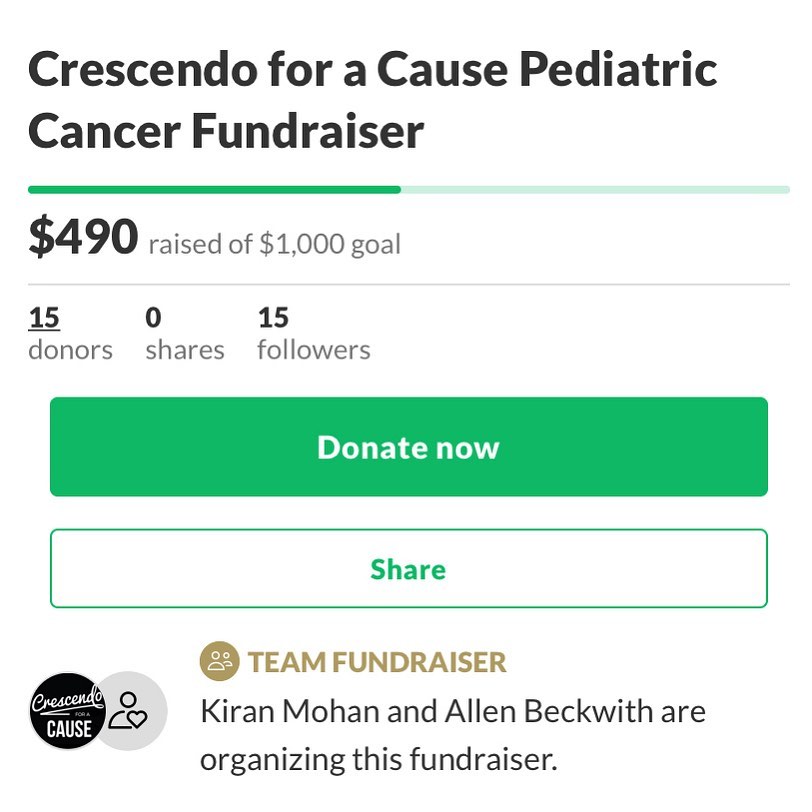 Crescendo for a Cause Pediatric
Cancer Fundraiser
$490 raised of $1,000 goal
15 0 15
donors shares followers
Donate now
Share
TEAM FUNDRAISER
Crescendo
FOR A
CAUSE
Kiran Mohan and Allen Beckwith are
organizing this fundraiser.